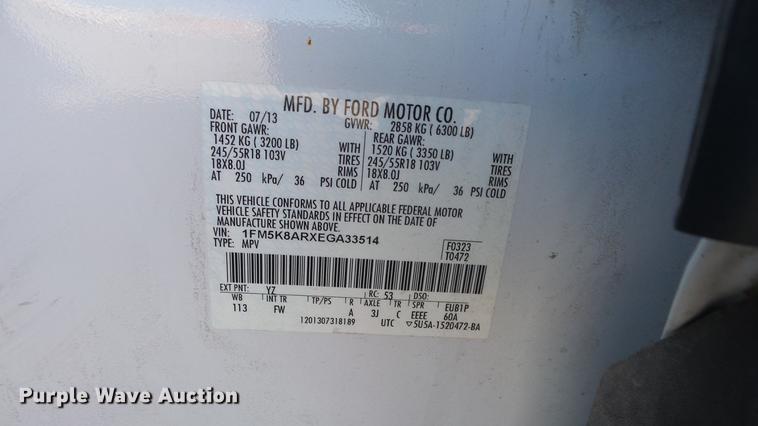 MFD. BY FORD MOTOR CO.
DATE: 07/13 GVWR: 2858 KG ( 6300 LB)
FRONT GAWR: REAR GAWR:
1452 KG ( 3200 LB) WITH 1520 KG ( 3350 LB) WITH
245/55R18 103V TIRES 245/55R18 103V TIRES
18X8.0J RIMS 18X8.0J RIMS
AT 250 kPa/ 36 PSI COLD AT 250 kPa/ 36 PSI COLD
THIS VEHICLE CONFORMS TO ALL APPLICABLE FEDERAL MOTOR
VEHICLE SAFETY STANDARDS IN EFFECT ON THE DATE OF
MANUFACTURE SHOWN ABOVE.
VIN: 1FM5K8ARXEGA33514 F0323
TYPE: MPV T0472
EXT PNT: YZ RC: 53 DSO:
WB INT TR TP/PS R AXLE TR SPR EUB1P
113 FW A 3J C EEEE 60A
1201307318189 UTC ▽5U5A-1520472-BA
Purple Wave Auction